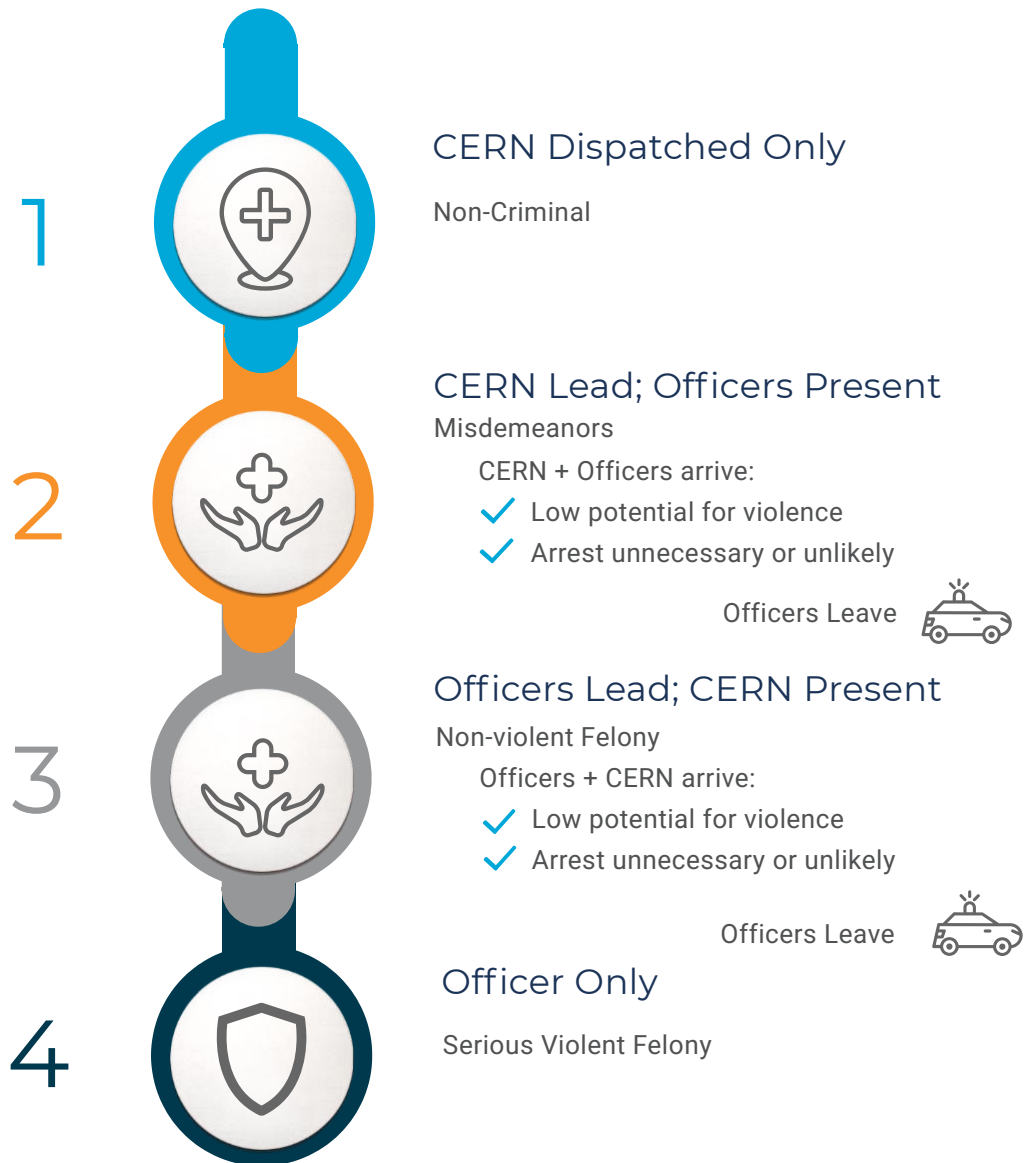 1
CERN Dispatched Only
Non-Criminal
2
CERN Lead; Officers Present
Misdemeanors
CERN + Officers arrive:
Low potential for violence
Arrest unnecessary or unlikely
Officers Leave
3
Officers Lead; CERN Present
Non-violent Felony
Officers + CERN arrive:
Low potential for violence
Arrest unnecessary or unlikely
Officers Leave
4
Officer Only
Serious Violent Felony